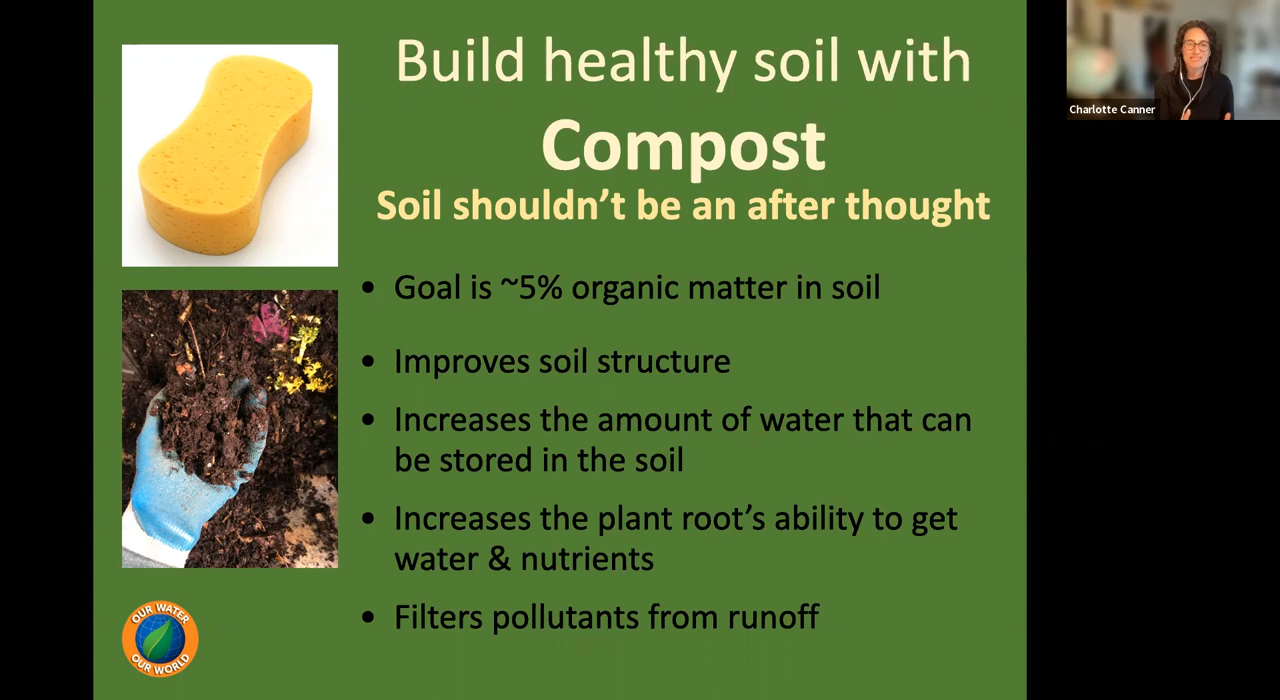 Build healthy soil with
Compost
Soil shouldn’t be an after thought
• Goal is ~5% organic matter in soil
• Improves soil structure
• Increases the amount of water that can
be stored in the soil
• Increases the plant root’s ability to get
water & nutrients
• Filters pollutants from runoff
OUR WATER
OUR WORLD
Charlotte Canner